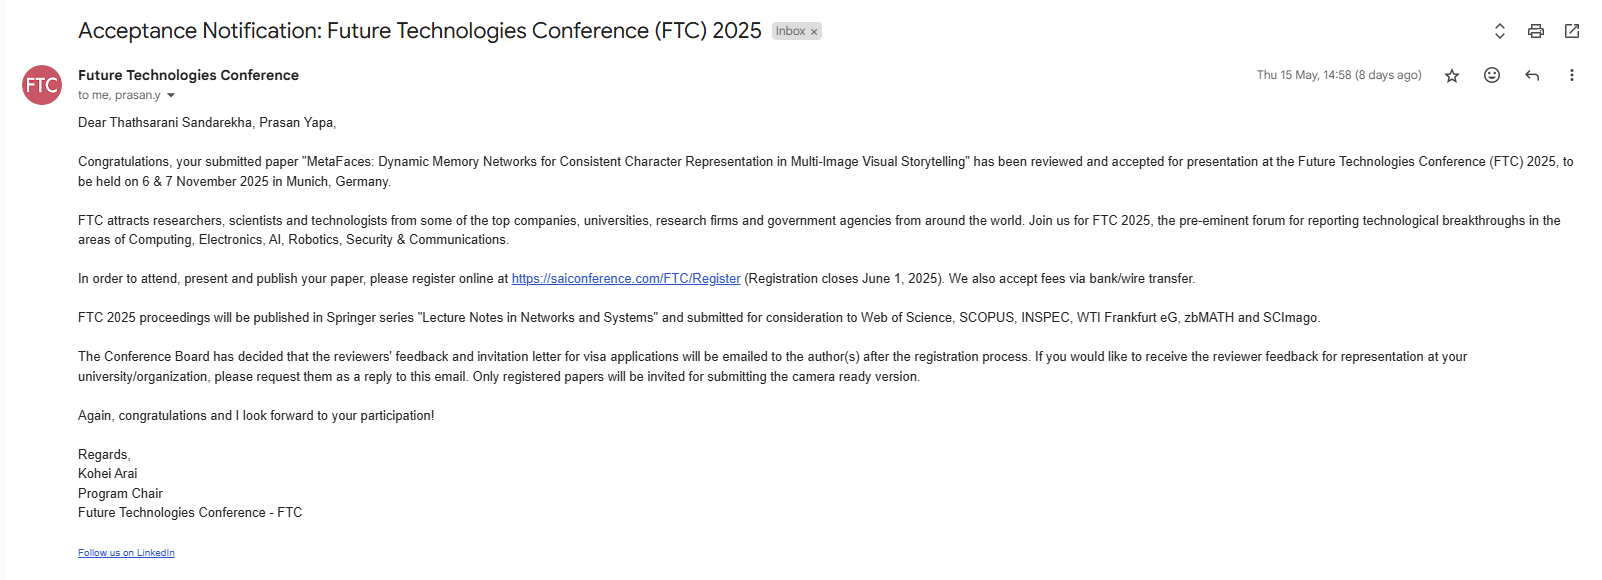 Acceptance Notification: Future Technologies Conference (FTC) 2025 Inbox ×
FTC
Future Technologies Conference
Thu 15 May, 14:58 (8 days ago)
to me, prasan.y
Dear Thathsarani Sandarekha, Prasan Yapa,
Congratulations, your submitted paper "MetaFaces: Dynamic Memory Networks for Consistent Character Representation in Multi-Image Visual Storytelling" has been reviewed and accepted for presentation at the Future Technologies Conference (FTC) 2025, to
be held on 6 & 7 November 2025 in Munich, Germany.
FTC attracts researchers, scientists and technologists from some of the top companies, universities, research firms and government agencies from around the world. Join us for FTC 2025, the pre-eminent forum for reporting technological breakthroughs in the
areas of Computing, Electronics, AI, Robotics, Security & Communications.
In order to attend, present and publish your paper, please register online at https://saiconference.com/FTC/Register (Registration closes June 1, 2025). We also accept fees via bank/wire transfer.
FTC 2025 proceedings will be published in Springer series "Lecture Notes in Networks and Systems" and submitted for consideration to Web of Science, SCOPUS, INSPEC, WTI Frankfurt eG, zbMATH and SCImago.
The Conference Board has decided that the reviewers' feedback and invitation letter for visa applications will be emailed to the author(s) after the registration process. If you would like to receive the reviewer feedback for representation at your
university/organization, please request them as a reply to this email. Only registered papers will be invited for submitting the camera ready version.
Again, congratulations and I look forward to your participation!
Regards,
Kohei Arai
Program Chair
Future Technologies Conference - FTC
Follow us on LinkedIn